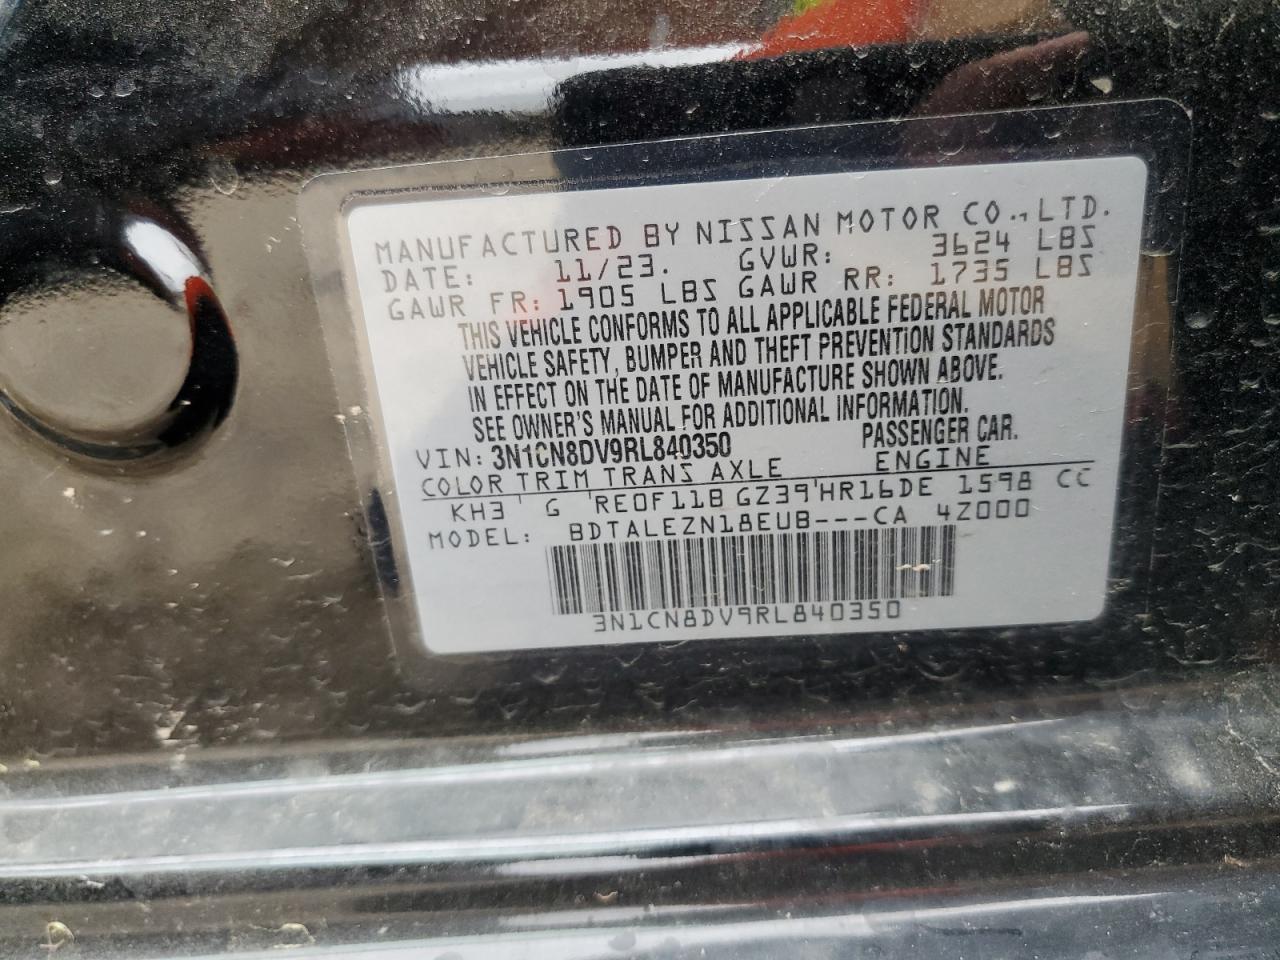 MANUFACTURED BY NISSAN MOTOR CO., LTD.
DATE: 11/23. GVWR: 3624 LBS
GAWR FR: 1905 LBS GAWR RR: 1735 LBS
THIS VEHICLE CONFORMS TO ALL APPLICABLE FEDERAL MOTOR
VEHICLE SAFETY, BUMPER AND THEFT PREVENTION STANDARDS
IN EFFECT ON THE DATE OF MANUFACTURE SHOWN ABOVE.
SEE OWNER'S MANUAL FOR ADDITIONAL INFORMATION.
VIN: 3N1CN8DV9RL840350 PASSENGER CAR.
COLOR TRIM TRANS AXLE ENGINE
KH3 ' G ' RE0F11B GZ39 ' HR16DE 1598 CC
MODEL: BDTALEZN18EUB---CA 4Z000
3N1CN8DV9RL840350